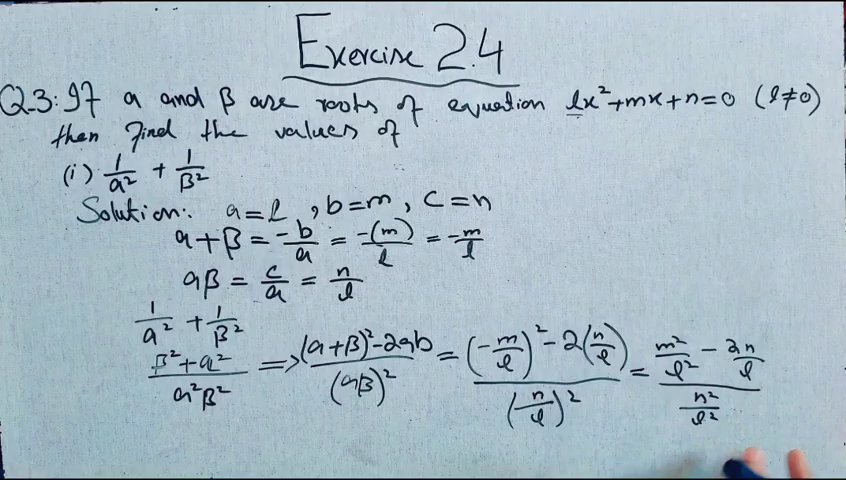 Exercise 2.4
Q.3: If α and β are roots of equation lx²+mx+n=0 (l≠0)
then find the values of
(i) 1/α² + 1/β²
Solution: a=l, b=m, c=n
α+β = -b/a = -(m)/l = -m/l
αβ = c/a = n/l
1/α² + 1/β²
(β²+α²)/(α²β²) => ((α+β)²-2αb)/(αβ)² = ((-m/l)² - 2(n/l))/(n/l)² = (m²/l² - 2n/l)/(n²/l²)